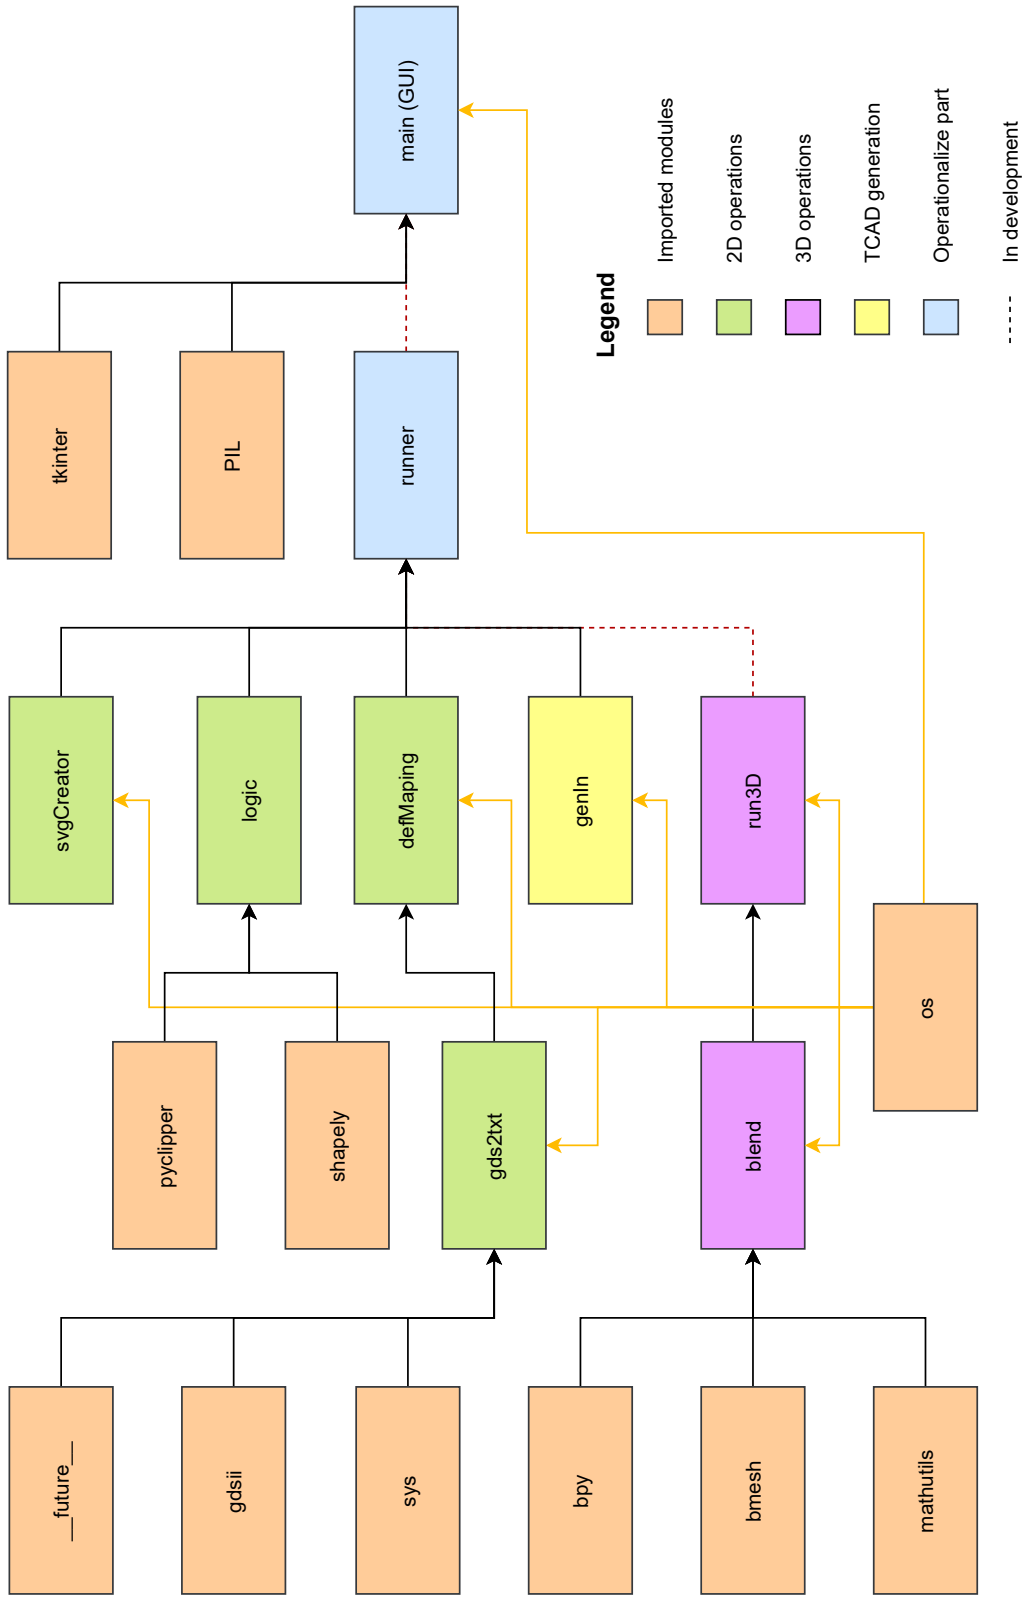 __future__
gdsii
sys
bpy
bmesh
mathutils
pyclipper
shapely
gds2txt
blend
os
svgCreator
logic
defMaping
genIn
run3D
tkinter
PIL
runner
main (GUI)
Legend
Imported modules
2D operations
3D operations
TCAD generation
Operationalize part
In development